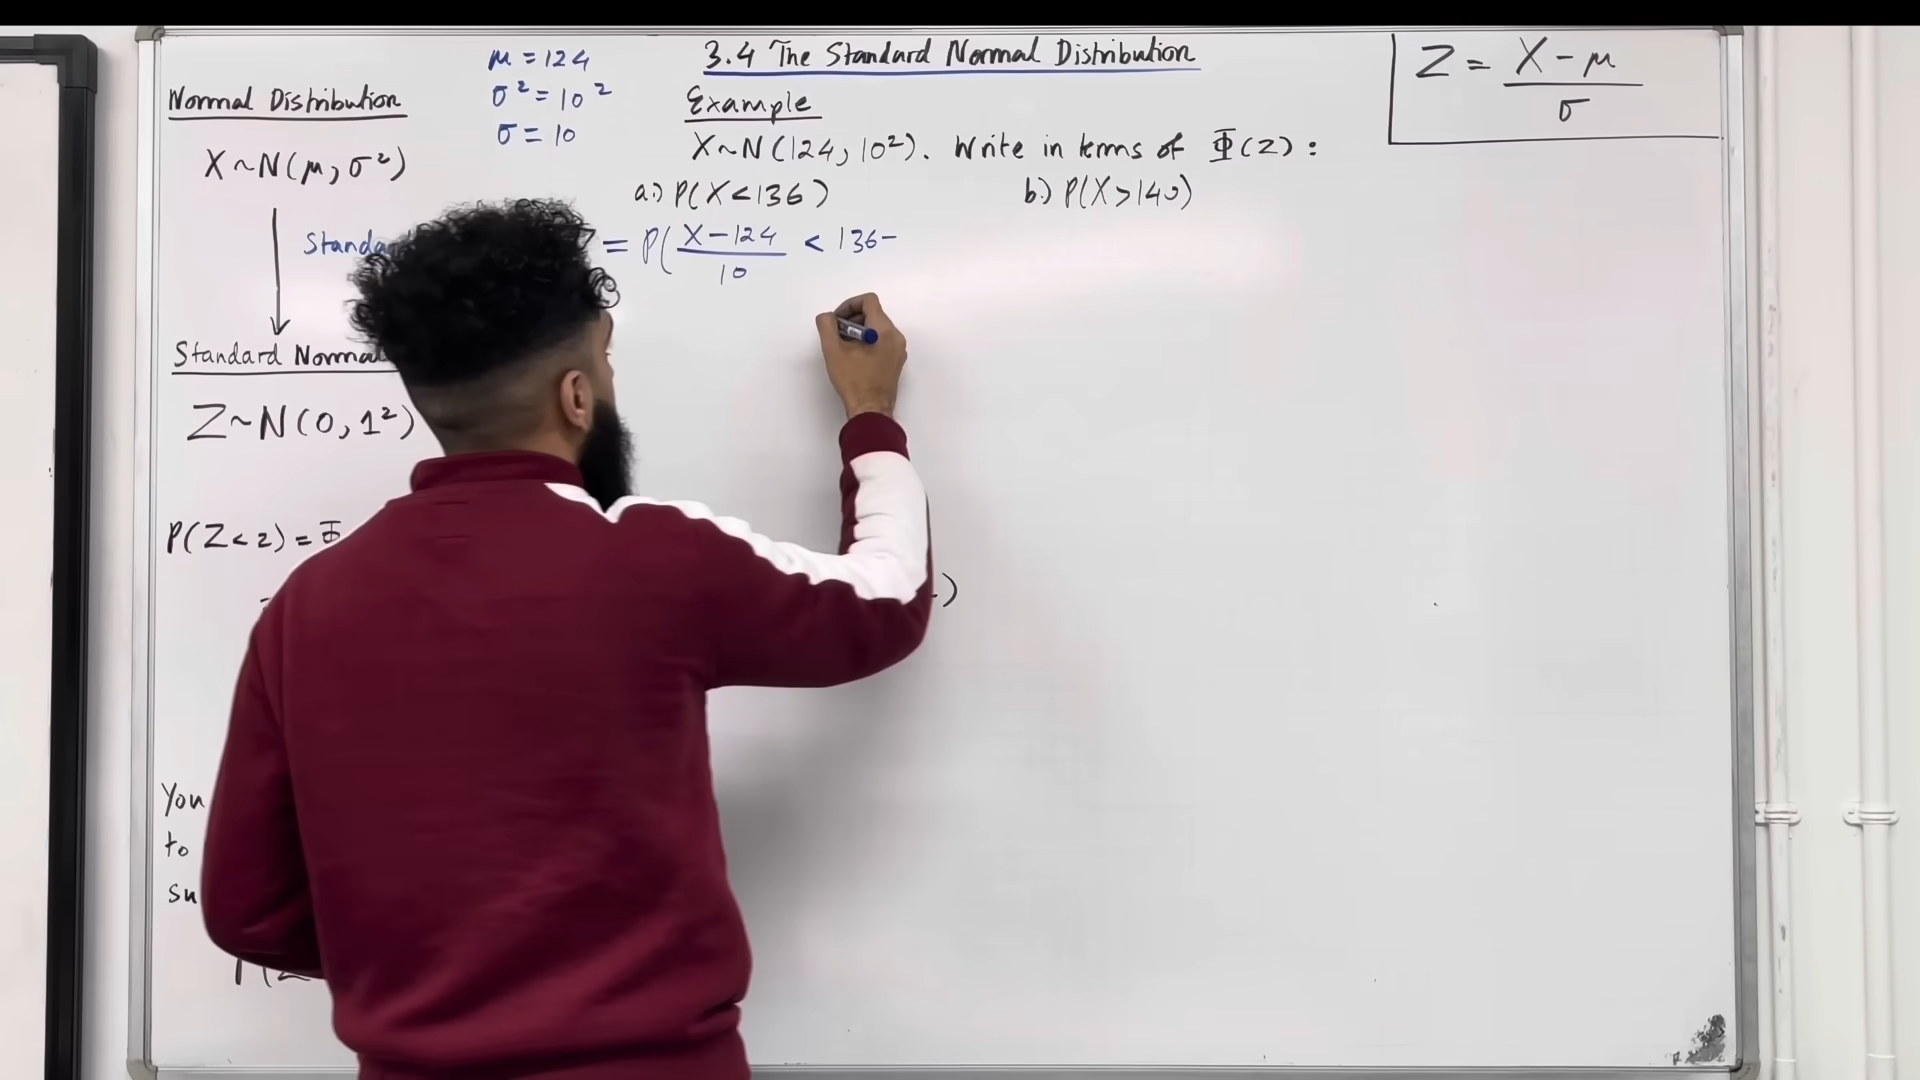 3.4 The Standard Normal Distribution
Z = X - μ / σ
μ = 124
σ² = 10²
σ = 10
Normal Distribution
X ~ N(μ, σ²)
Standard Normal
Z ~ N(0, 1²)
P(Z < z) = Φ
You
to
Example
X ~ N(124, 10²). Write in terms of Φ(z) :
a.) P(X < 136)
b.) P(X > 140)
= P( X - 124 / 10 < 136 -